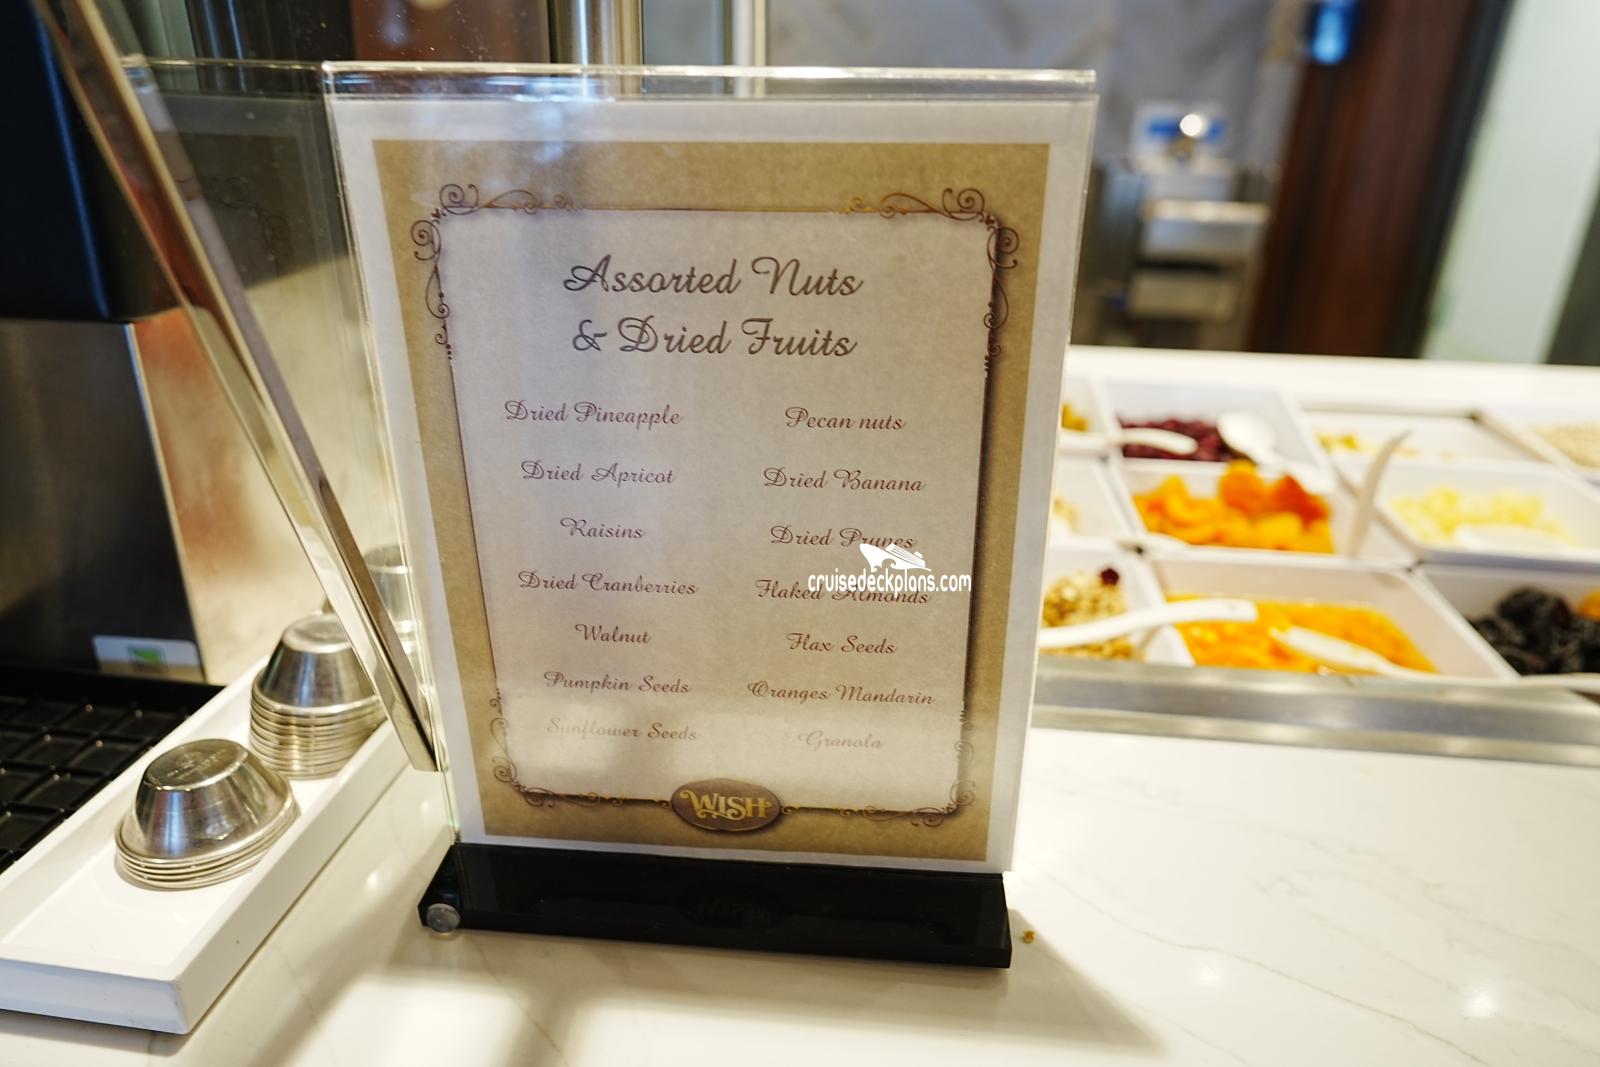 Assorted Nuts
& Dried Fruits
Dried Pineapple
Dried Apricot
Raisins
Dried Cranberries
Walnut
Pumpkin Seeds
Sunflower Seeds
Pecan nuts
Dried Banana
Dried Prunes
Flaked Almonds
Flax Seeds
Oranges Mandarin
Granola
WISH
cruisedeckplans.com